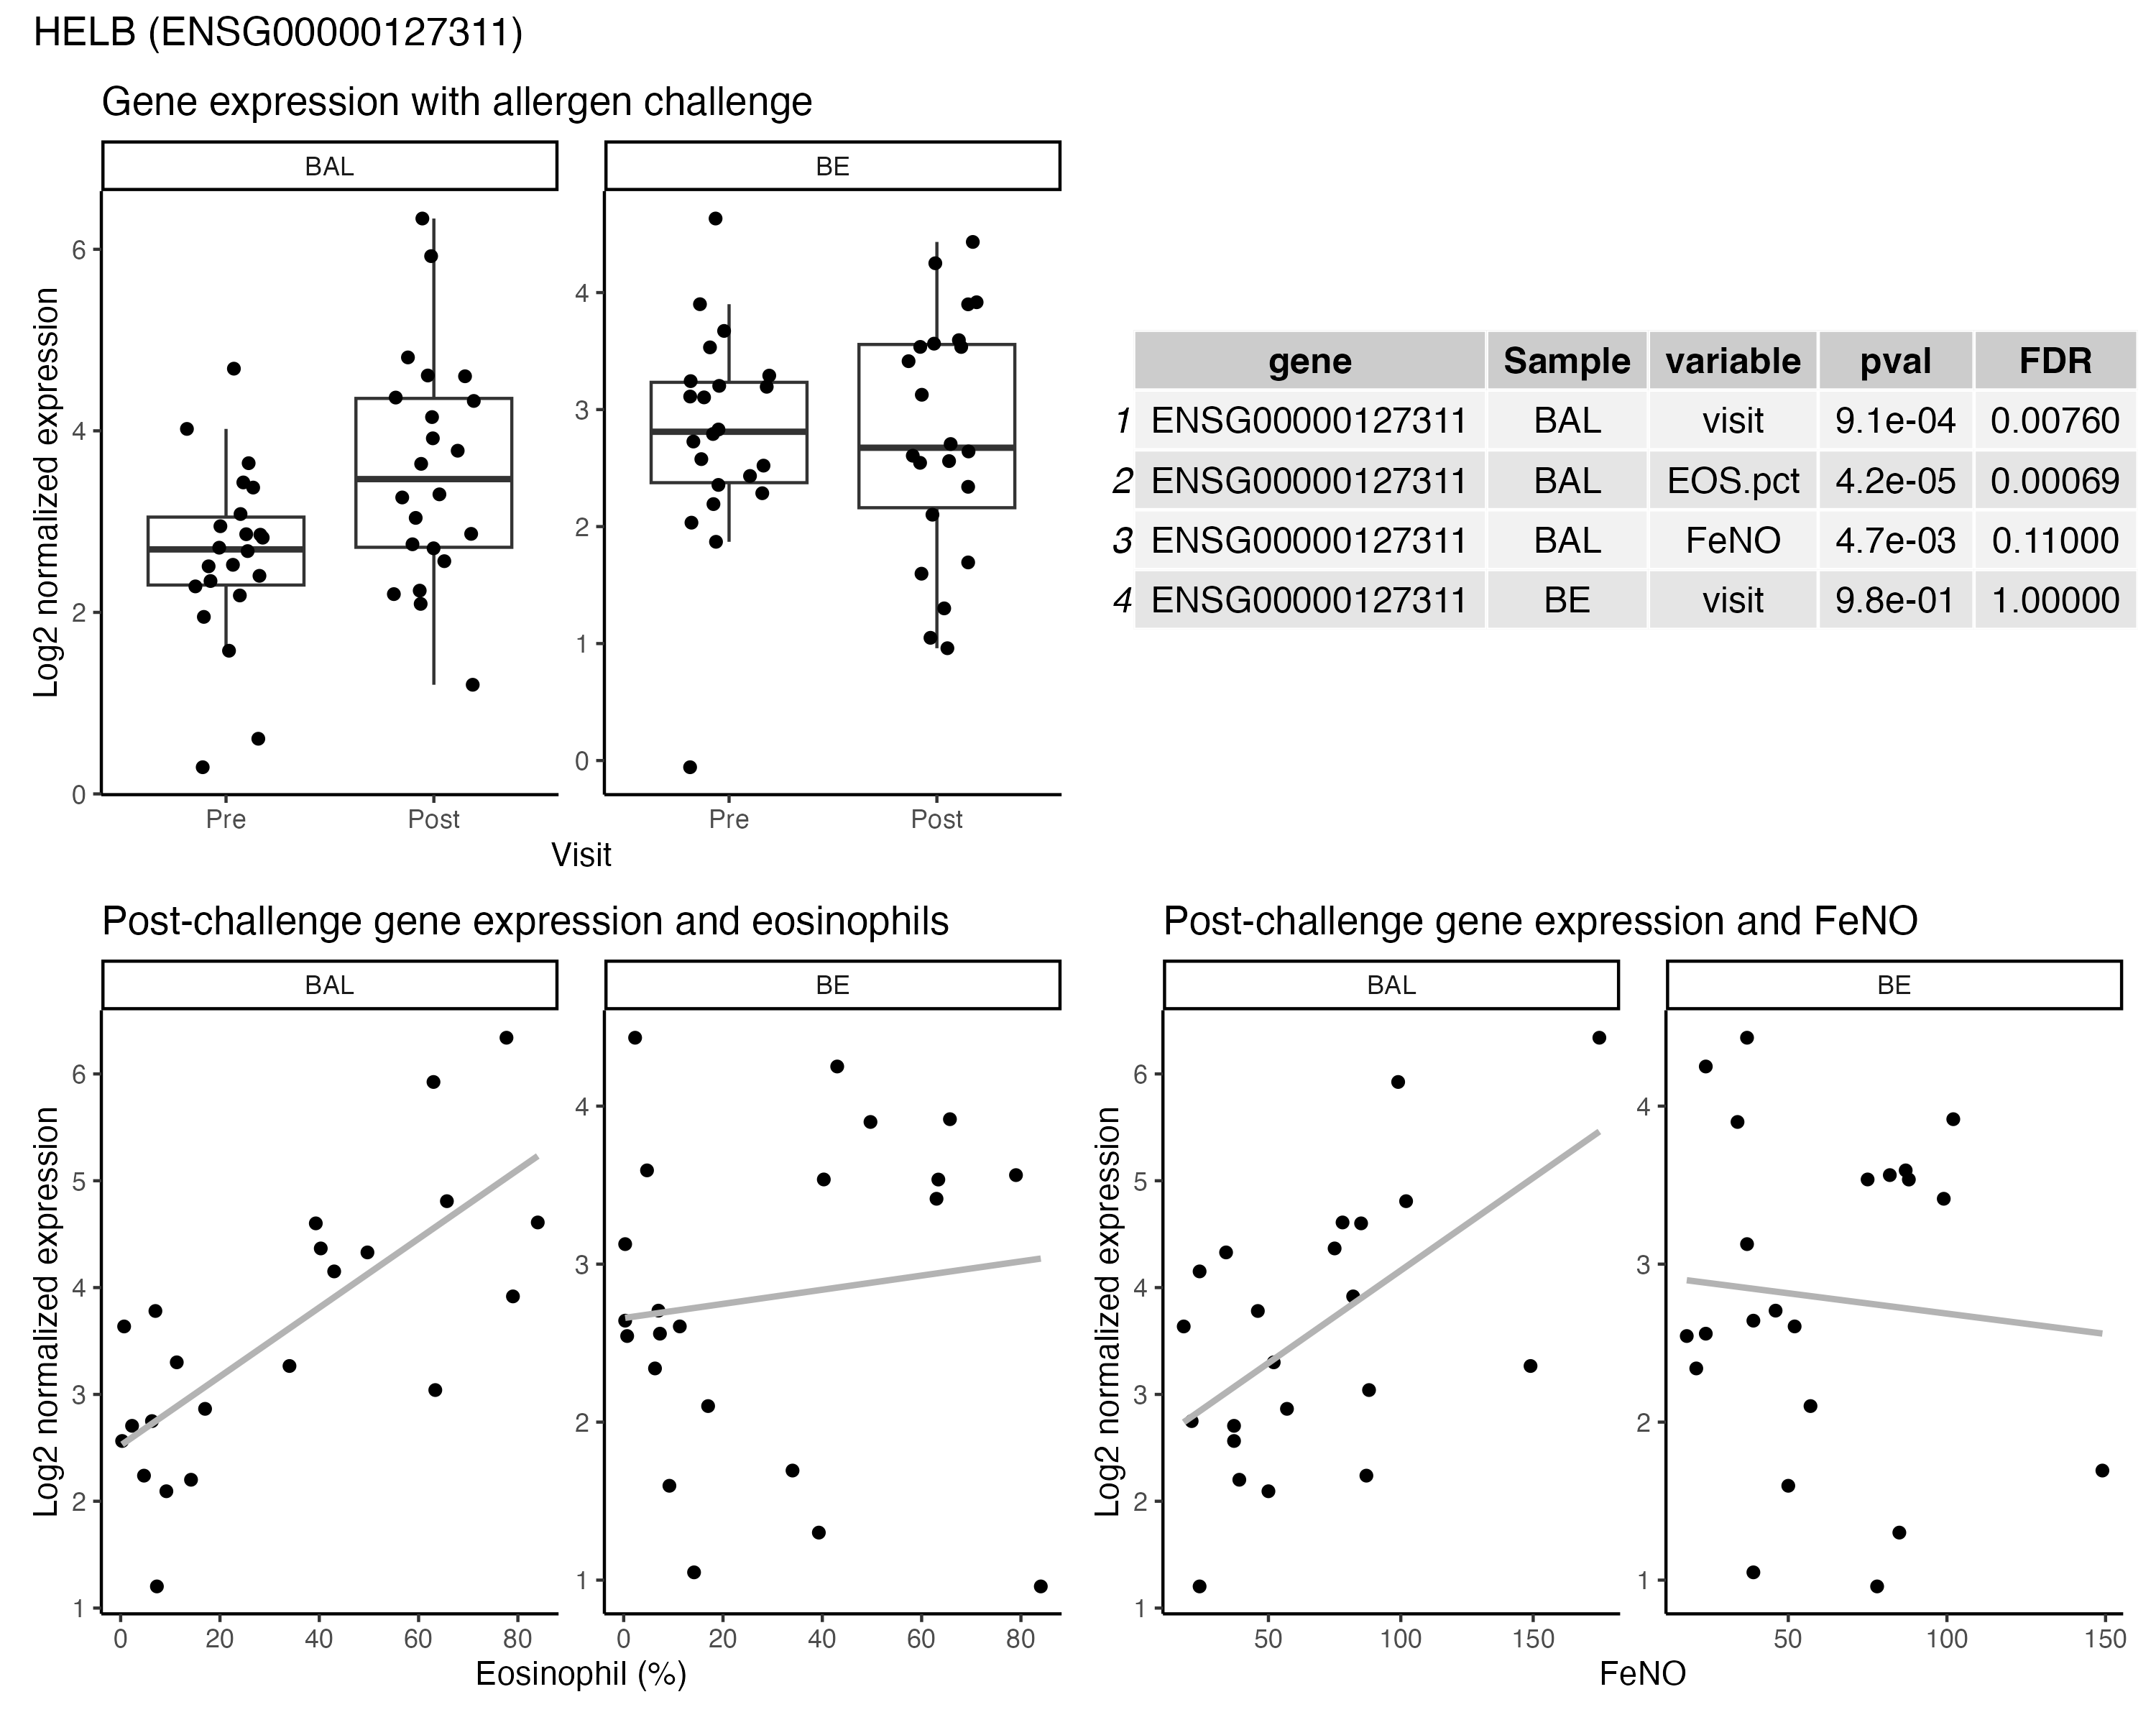 HELB (ENSG00000127311)
Gene expression with allergen challenge
BAL
BE
Log2 normalized expression
6
4
2
0
4
3
2
1
0
Pre
Post
Pre
Post
Visit
gene Sample variable pval FDR
1 ENSG00000127311 BAL visit 9.1e-04 0.00760
2 ENSG00000127311 BAL EOS.pct 4.2e-05 0.00069
3 ENSG00000127311 BAL FeNO 4.7e-03 0.11000
4 ENSG00000127311 BE visit 9.8e-01 1.00000
Post-challenge gene expression and eosinophils
BAL
BE
Log2 normalized expression
6
5
4
3
2
1
4
3
2
1
0 20 40 60 80
0 20 40 60 80
Eosinophil (%)
Post-challenge gene expression and FeNO
BAL
BE
Log2 normalized expression
6
5
4
3
2
1
4
3
2
1
50 100 150
50 100 150
FeNO